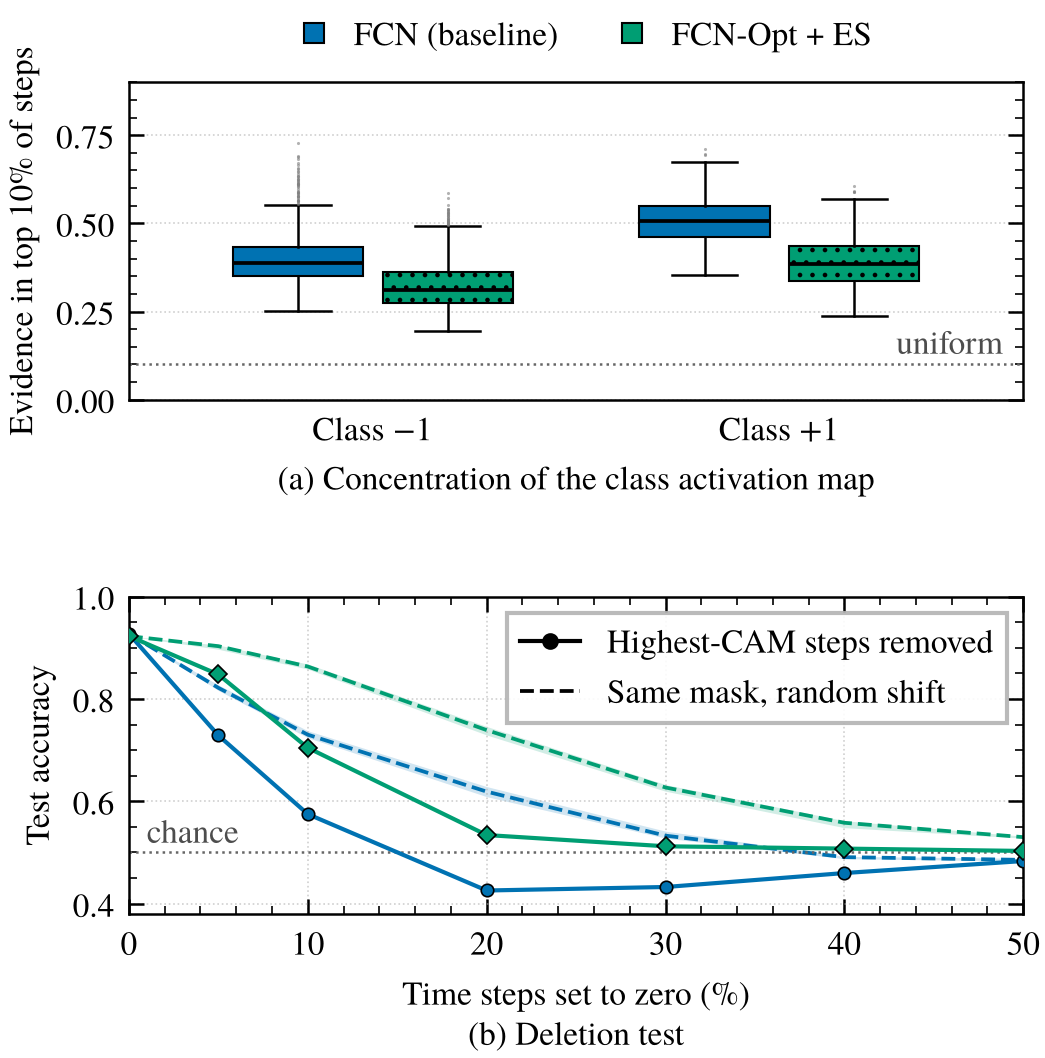 FCN (baseline) FCN-Opt + ES
Evidence in top 10% of steps
0.75
0.50
0.25
0.00
uniform
Class −1 Class +1
(a) Concentration of the class activation map
Test accuracy
1.0
0.8
0.6
0.4
Highest-CAM steps removed
Same mask, random shift
chance
0 10 20 30 40 50
Time steps set to zero (%)
(b) Deletion test